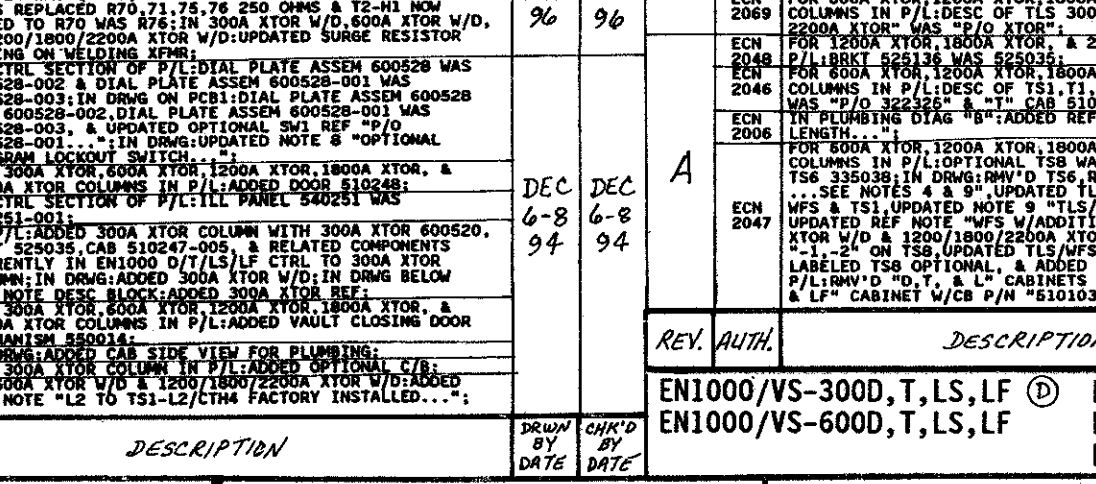 REPLACED R70,71,75,76 250 OHMS & T2-H1 NOW
ED TO R70 WAS R76;IN 300A XTOR W/D,600A XTOR W/D,
200/1800/2200A XTOR W/D:UPDATED SURGE RESISTOR
ING ON WELDING XFMR;
CTRL SECTION OF P/L:DIAL PLATE ASSEM 600528 WAS
528-002 & DIAL PLATE ASSEM 600528-001 WAS
528-003;IN DRWG ON PCB1:DIAL PLATE ASSEM 600528
600528-002,DIAL PLATE ASSEM 600528-001 WAS
528-003, & UPDATED OPTIONAL SW1 REF "P/O
528-001...";IN DRWG:UPDATED NOTE 8 "OPTIONAL
GRAM LOCKOUT SWITCH...";
300A XTOR,600A XTOR,1200A XTOR,1800A XTOR, &
0A XTOR COLUMNS IN P/L:ADDED DOOR 510248;
CTRL SECTION OF P/L:ILL PANEL 540251 WAS
251-001;
P/L:ADDED 300A XTOR COLUMN WITH 300A XTOR 600520,
525035,CAB 510247-005, & RELATED COMPONENTS
RENTLY IN EN1000 D/T/LS/LF CTRL TO 300A XTOR
UMN;IN DRWG:ADDED 300A XTOR W/D;IN DRWG BELOW
NOTE DESC BLOCK:ADDED 300A XTOR REF;
300A XTOR,600A XTOR,1200A XTOR,1800A XTOR, &
0A XTOR COLUMNS IN P/L:ADDED VAULT CLOSING DOOR
HANISM 550014;
DRWG:ADDED CAB SIDE VIEW FOR PLUMBING;
300A XTOR COLUMN IN P/L:ADDED OPTIONAL C/B;
600A XTOR W/D & 1200/1800/2200A XTOR W/D:ADDED
NOTE "L2 TO TS1-L2/CTH4 FACTORY INSTALLED...";
96 96
DEC DEC
6-8 6-8
94 94
DESCRIPTION
DRWN BY DATE
CHK'D BY DATE
ECN 2069
COLUMNS IN P/L:DESC OF TLS 300
2200A XTOR" WAS "P/O XTOR";
A
ECN 2048
FOR 1200A XTOR,1800A XTOR, & 2
P/L:BRKT 525136 WAS 525035;
ECN 2046
FOR 600A XTOR,1200A XTOR,1800A
COLUMNS IN P/L:DESC OF TS1,T1,
WAS "P/O 322326" & "T" CAB 510
ECN 2006
IN PLUMBING DIAG "B":ADDED REF
LENGTH...";
ECN 2047
FOR 600A XTOR,1200A XTOR,1800A
COLUMNS IN P/L:OPTIONAL TS8 WA
TS6 335038;IN DRWG:RMV'D TS6,R
...SEE NOTES 4 & 9",UPDATED TL
WFS & TS1,UPDATED NOTE 9 "TLS/
UPDATED REF NOTE "WFS W/ADDITI
XTOR W/D & 1200/1800/2200A XTO
"-1,-2" ON TS8,UPDATED TLS/WFS
LABELED TS8 OPTIONAL, & ADDED
P/L:RMV'D "D,T, & L" CABINETS
& LF" CABINET W/CB P/N "510103
REV. AUTH. DESCRIPTIO
EN1000/VS-300D,T,LS,LF Ⓓ
EN1000/VS-600D,T,LS,LF